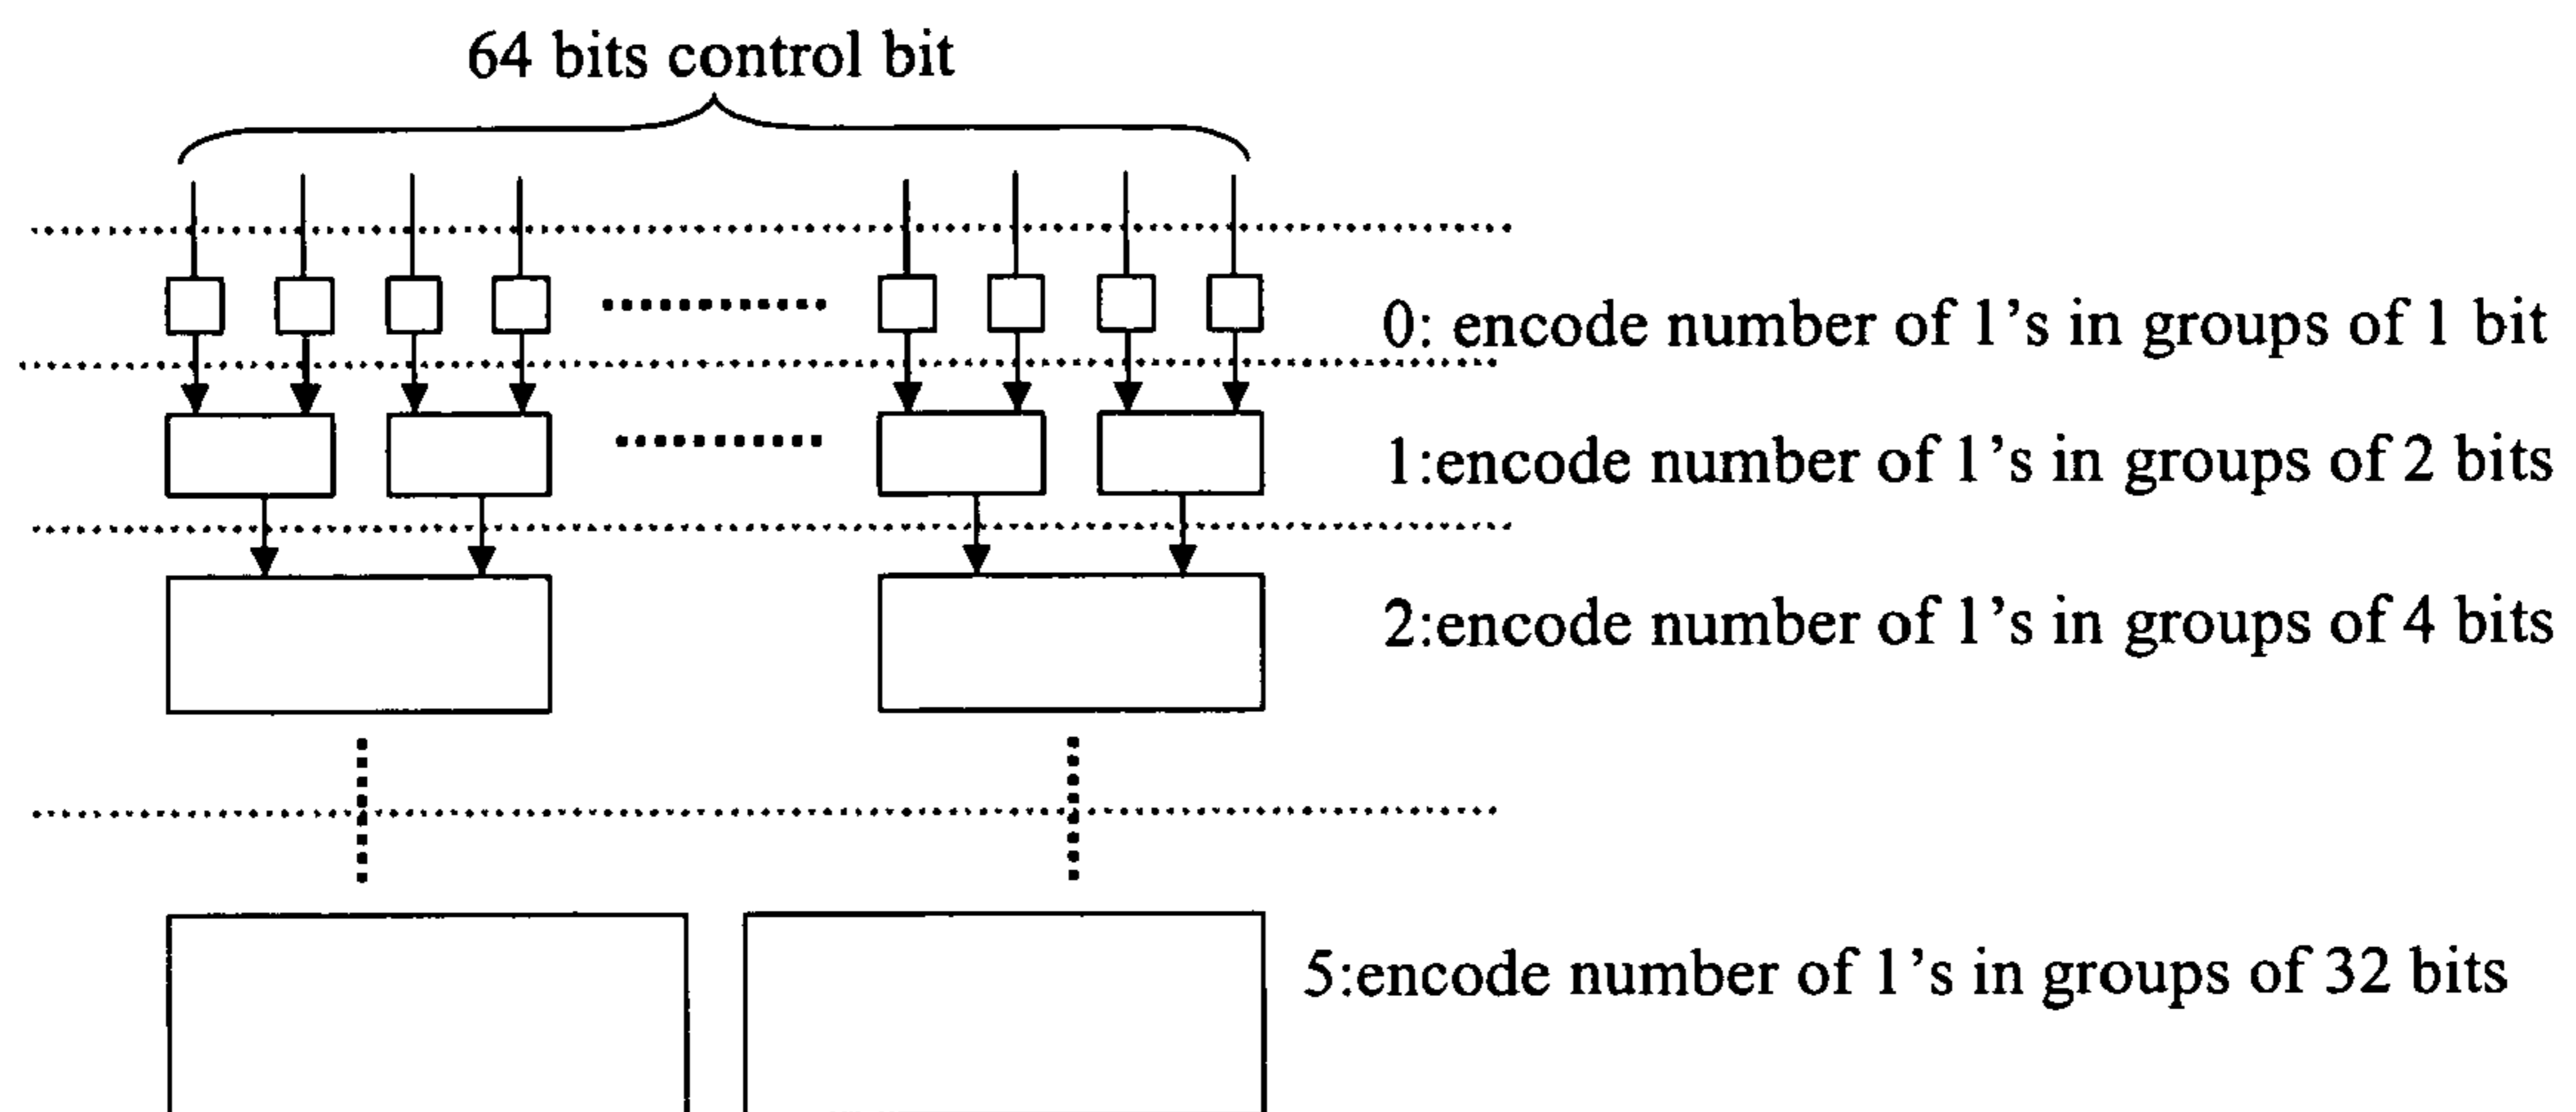 64 bits control bit
0: encode number of 1's in groups of 1 bit
1:encode number of 1's in groups of 2 bits
2:encode number of 1's in groups of 4 bits
5:encode number of 1's in groups of 32 bits